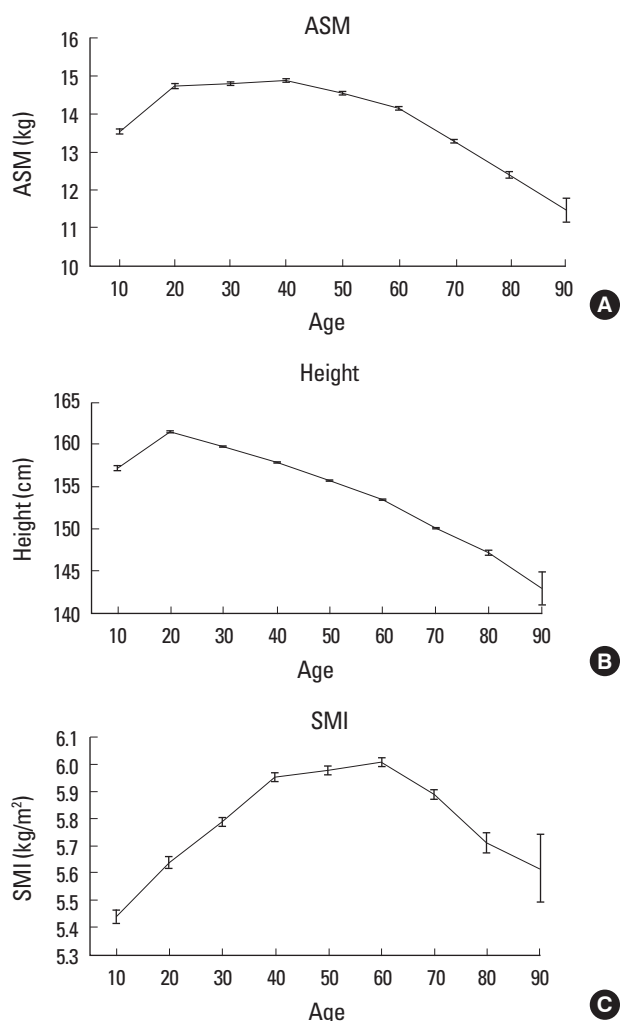 ASM
16
15
14
13
12
11
10
ASM (kg)
10 20 30 40 50 60 70 80 90
Age
A
Height
165
160
155
150
145
140
Height (cm)
10 20 30 40 50 60 70 80 90
Age
B
SMI
6.1
6.0
5.9
5.8
5.7
5.6
5.5
5.4
5.3
SMI (kg/m²)
10 20 30 40 50 60 70 80 90
Age
C